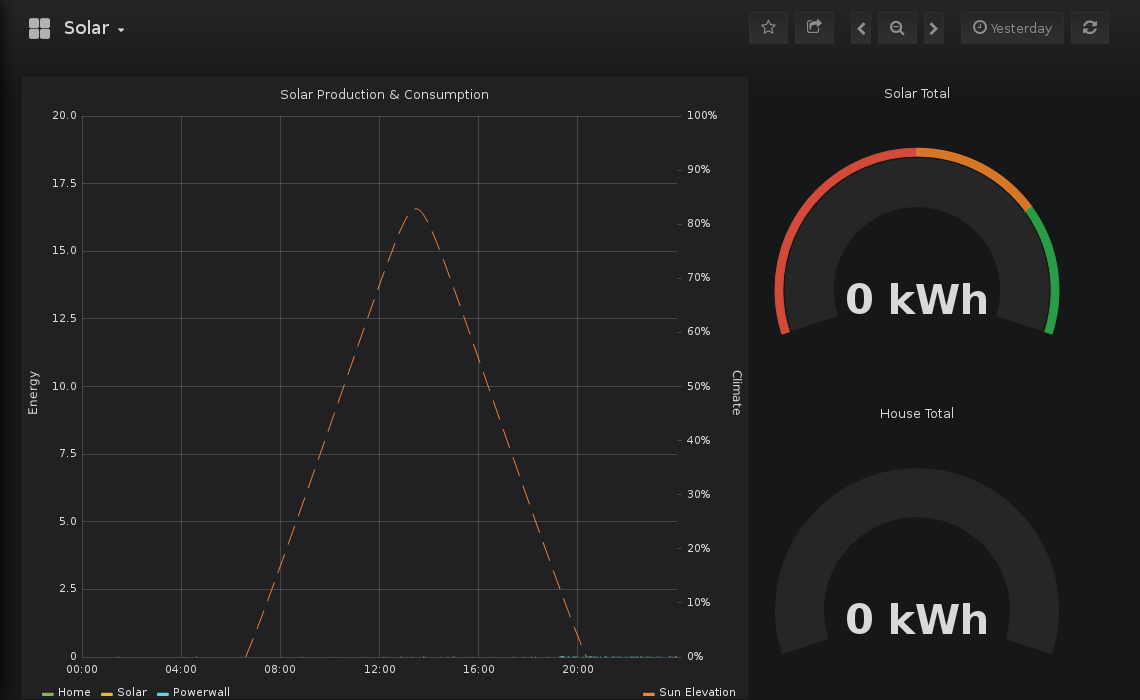 Solar
Yesterday
Solar Production & Consumption
Solar Total
20.0
17.5
15.0
12.5
10.0
7.5
5.0
2.5
0
Energy
100%
90%
80%
70%
60%
50%
40%
30%
20%
10%
0%
Climate
00:00 04:00 08:00 12:00 16:00 20:00
Home Solar Powerwall Sun Elevation
0 kWh
House Total
0 kWh